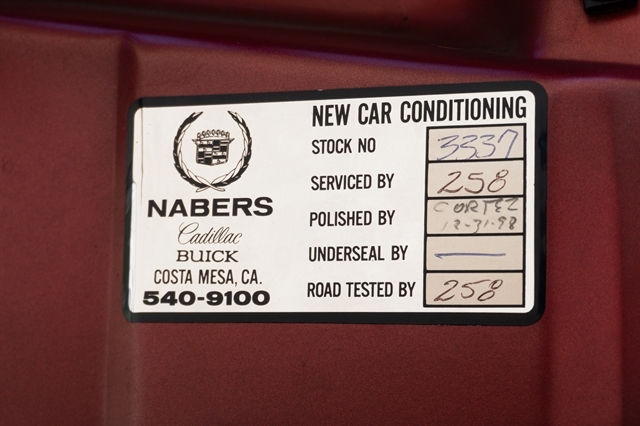 NABERS
Cadillac
BUICK
COSTA MESA, CA.
540-9100
NEW CAR CONDITIONING
STOCK NO 3337
SERVICED BY 258
POLISHED BY CORTEZ
12-31-98
UNDERSEAL BY —
ROAD TESTED BY 258